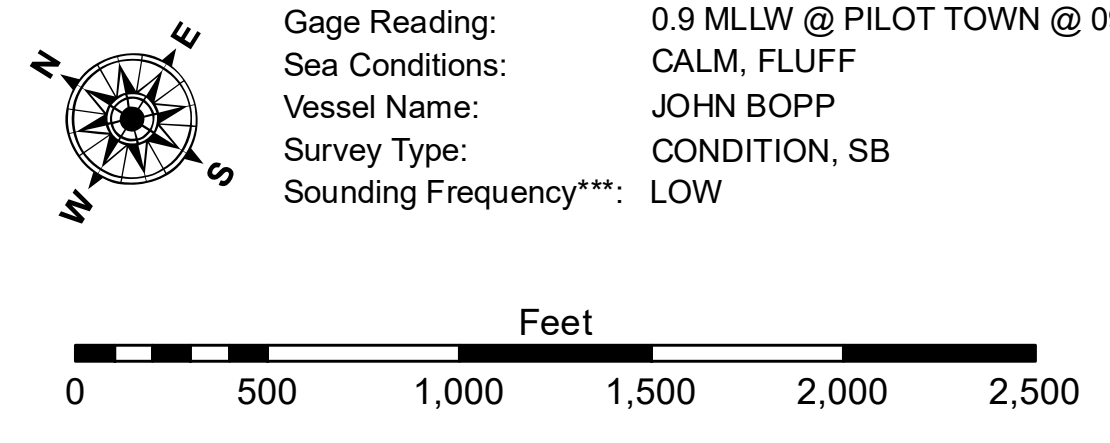 N
E
S
W
Gage Reading: 0.9 MLLW @ PILOT TOWN @
Sea Conditions: CALM, FLUFF
Vessel Name: JOHN BOPP
Survey Type: CONDITION, SB
Sounding Frequency***: LOW
Feet
0 500 1,000 1,500 2,000 2,500